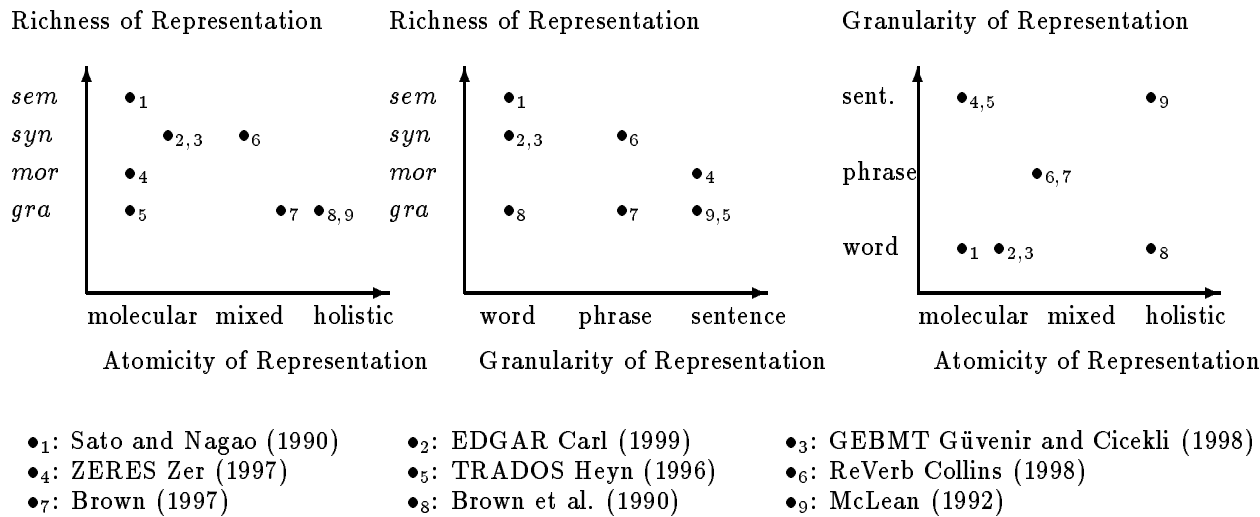 Richness of Representation Richness of Representation Granularity of Representation
sem sem sent.
1 1 4,5 9
syn syn
2,3 6 2,3 6
mor mor phrase
4 4 6,7
gra gra
5 7 8,9 8 7 9,5
word
1 2,3 8
molecular mixed holistic word phrase sentence molecular mixed holistic
Atomicity of Representation Granularity of Representation Atomicity of Representation
●1: Sato and Nagao (1990) ●2: EDGAR Carl (1999) ●3: GEBMT Güvenir and Cicekli (1998)
●4: ZERES Zer (1997) ●5: TRADOS Heyn (1996) ●6: ReVerb Collins (1998)
●7: Brown (1997) ●8: Brown et al. (1990) ●9: McLean (1992)